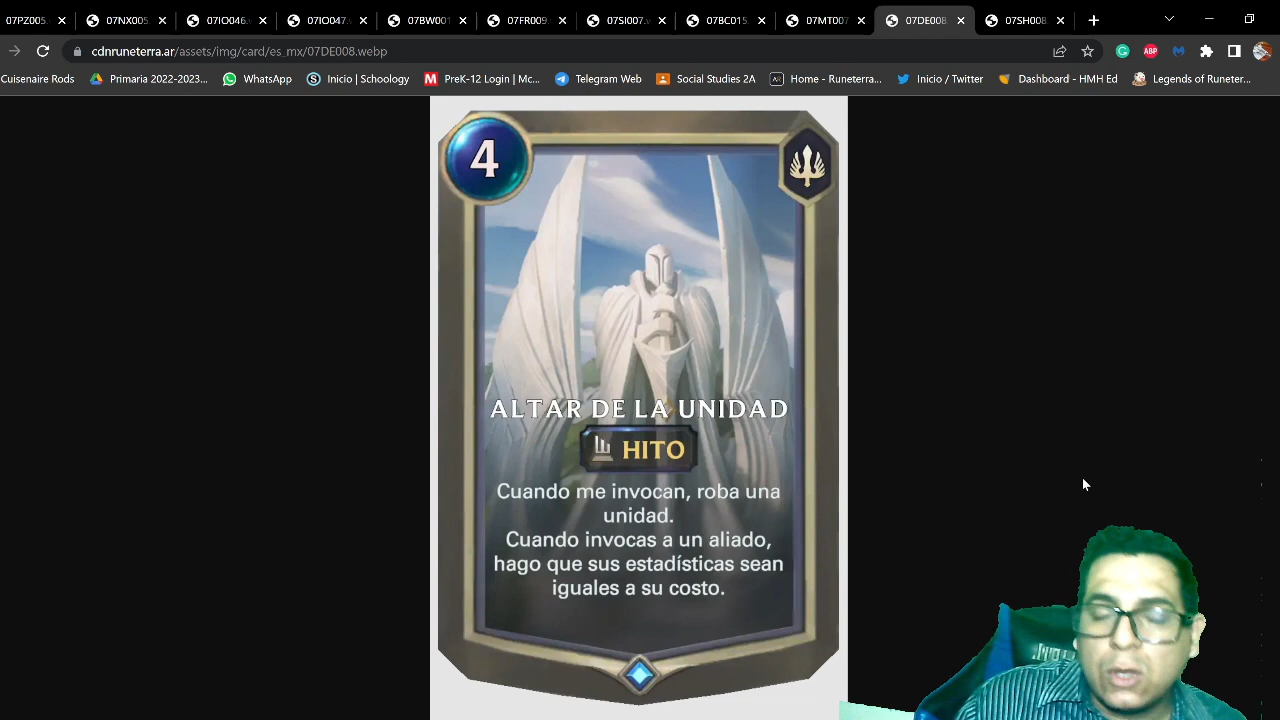 07PZ005.
07NX005
07IO046.
07IO047.
07BW001
07FR009
07SI007.
07BC015
07MT007
07DE008.
07SH008.
cdnruneterra.ar/assets/img/card/es_mx/07DE008.webp
Cuisenaire Rods
Primaria 2022-2023...
WhatsApp
Inicio | Schoology
PreK-12 Login | Mc...
Telegram Web
Social Studies 2A
Home - Runeterra...
Inicio / Twitter
Dashboard - HMH Ed
Legends of Runeter...
4
ALTAR DE LA UNIDAD
HITO
Cuando me invocan, roba una
unidad.
Cuando invocas a un aliado,
hago que sus estadísticas sean
iguales a su costo.